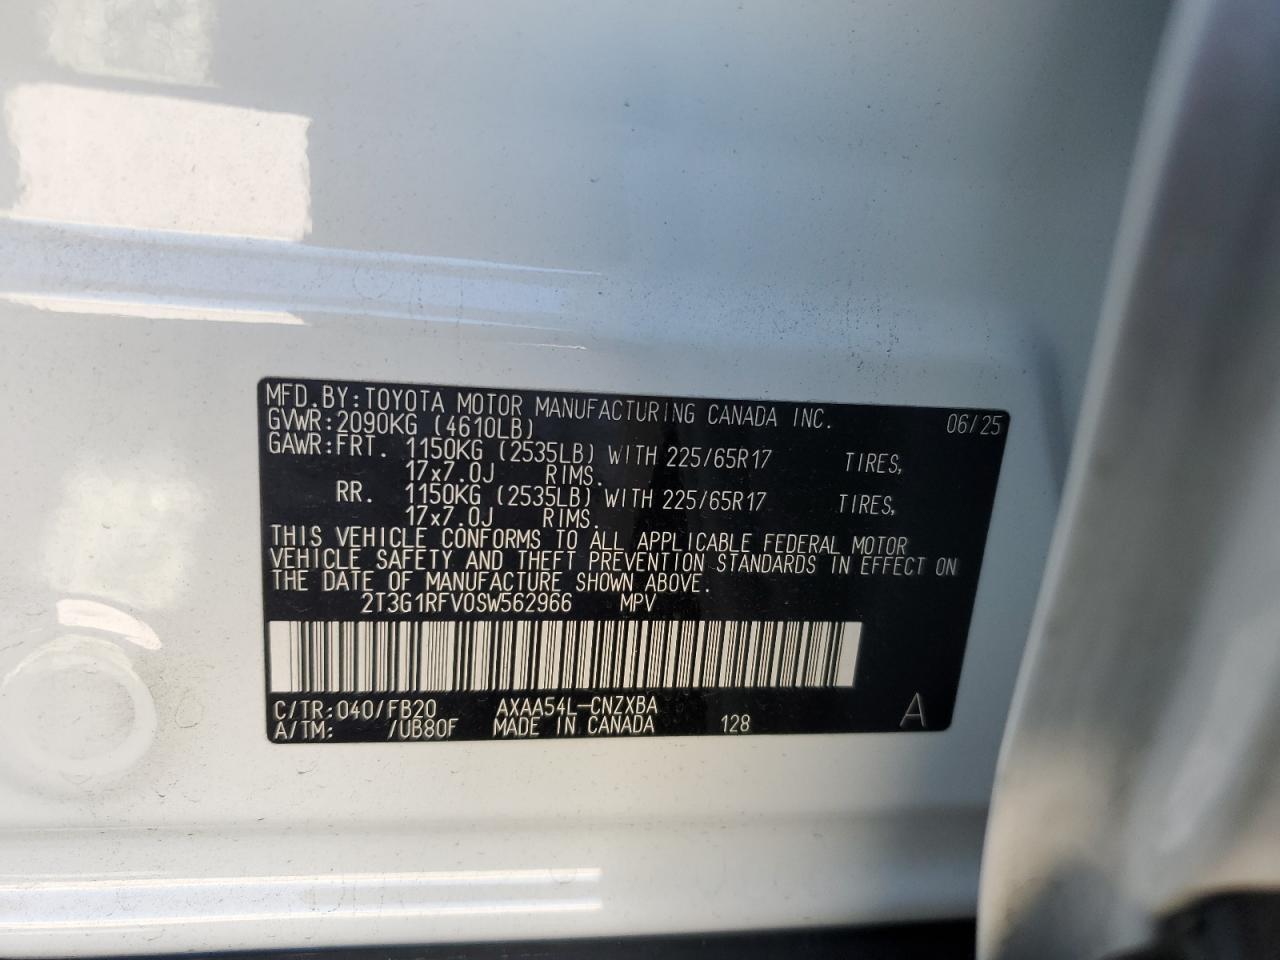 MFD.BY:TOYOTA MOTOR MANUFACTURING CANADA INC. 06/25
GVWR:2090KG (4610LB)
GAWR:FRT. 1150KG (2535LB) WITH 225/65R17 TIRES,
17x7.0J RIMS.
RR. 1150KG (2535LB) WITH 225/65R17 TIRES,
17x7.0J RIMS.
THIS VEHICLE CONFORMS TO ALL APPLICABLE FEDERAL MOTOR
VEHICLE SAFETY AND THEFT PREVENTION STANDARDS IN EFFECT ON
THE DATE OF MANUFACTURE SHOWN ABOVE.
2T3G1RFV0SW562966 MPV
C/TR:040/FB20 AXAA54L-CNZXBA
A/TM: /UB80F MADE IN CANADA 128 A